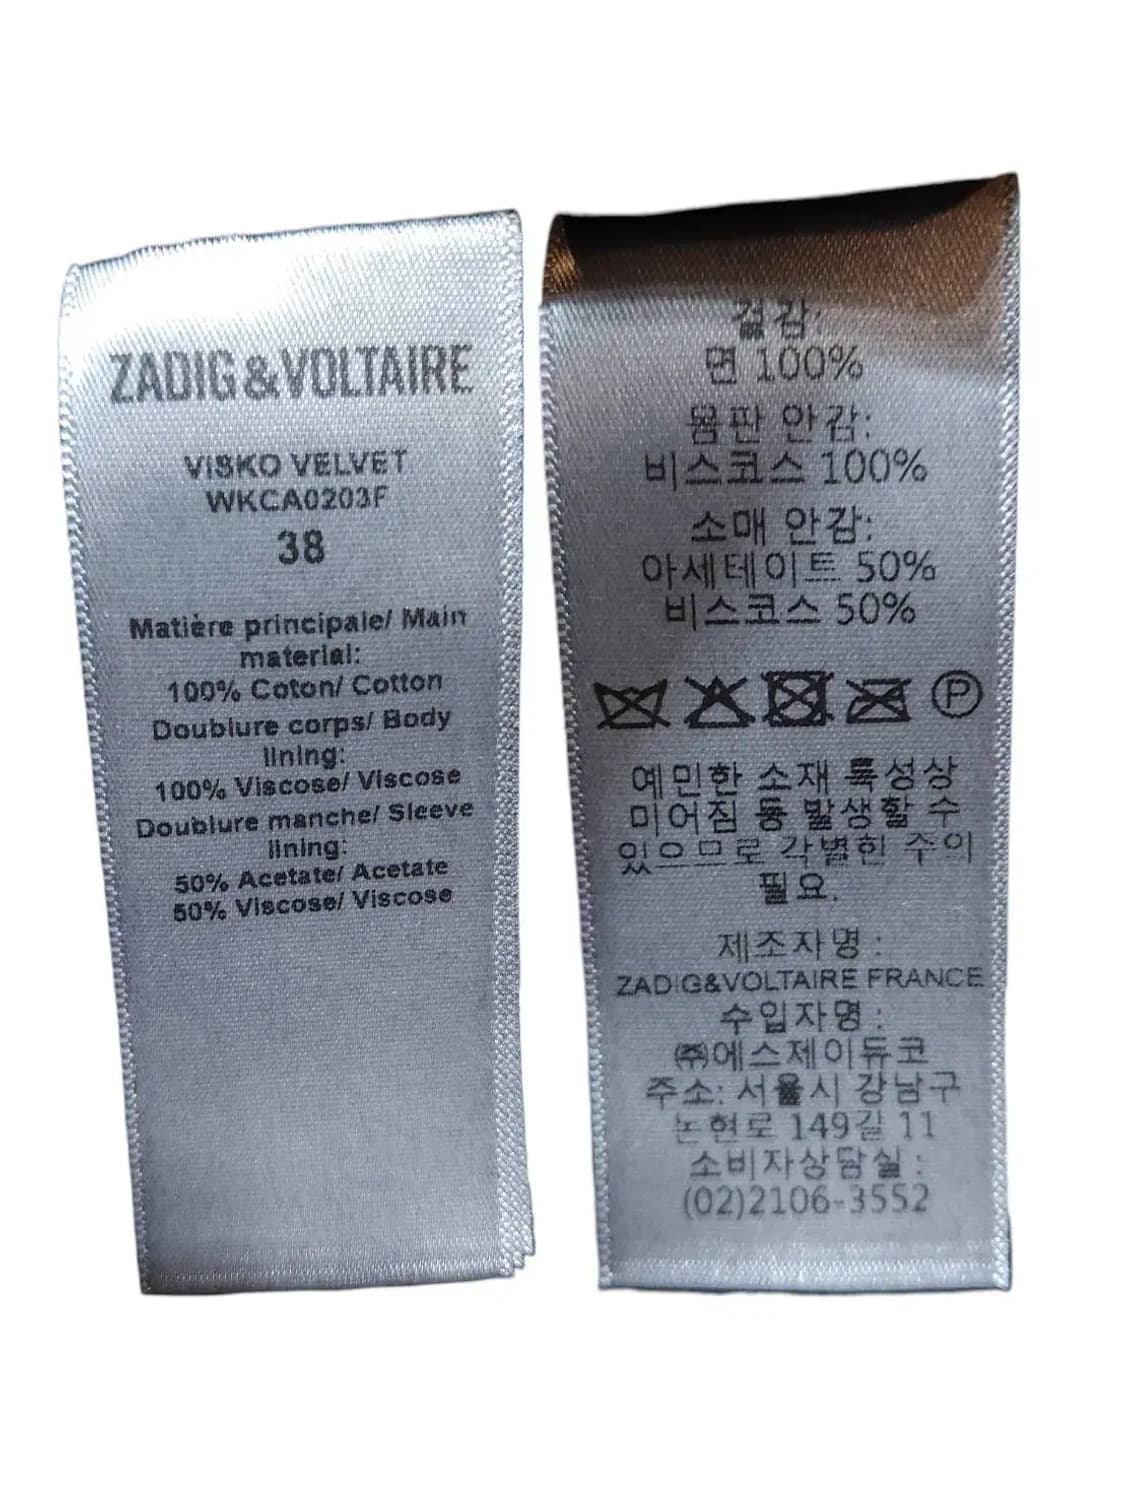 ZADIG&VOLTAIRE
VISKO VELVET
WKCA0203F
38
Matière principale/ Main
material:
100% Coton/ Cotton
Doublure corps/ Body
lining:
100% Viscose/ Viscose
Doublure manche/ Sleeve
lining:
50% Acetate/ Acetate
50% Viscose/ Viscose
겉감:
면 100%
몸판 안감:
비스코스 100%
소매 안감:
아세테이트 50%
비스코스 50%
P
예민한 소재 특성상
미어짐 등 발생할 수
있으므로 각별한 주의
필요.
제조자명 :
ZADIG&VOLTAIRE FRANCE
수입자명 :
㈜에스제이듀코
주소: 서울시 강남구
논현로 149길 11
소비자상담실 :
(02)2106-3552